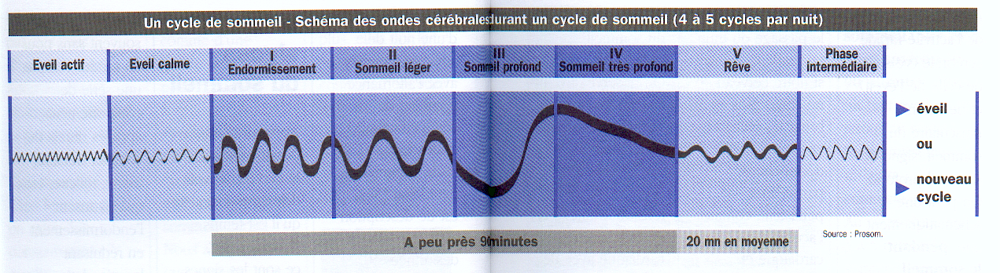 Un cycle de sommeil - Schéma des ondes cérébrales durant un cycle de sommeil (4 à 5 cycles par nuit)
Eveil actif
Eveil calme
I
Endormissement
II
Sommeil léger
III
Sommeil profond
IV
Sommeil très profond
V
Rêve
Phase
intermédiaire
éveil
ou
nouveau
cycle
A peu près 90 minutes
20 mn en moyenne
Source : Prosom.